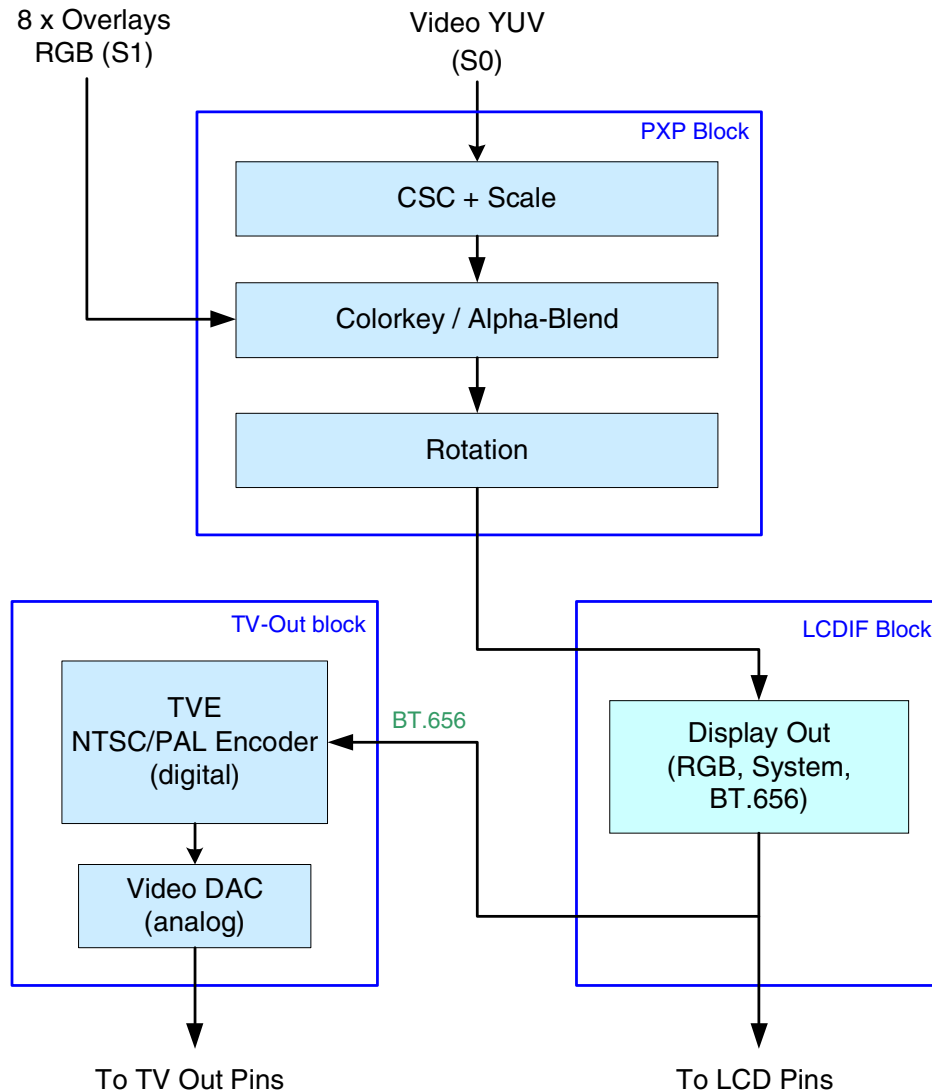 8 x Overlays
RGB (S1)
Video YUV
(S0)
PXP Block
CSC + Scale
Colorkey / Alpha-Blend
Rotation
TV-Out block
LCDIF Block
TVE
NTSC/PAL Encoder
(digital)
BT.656
Display Out
(RGB, System,
BT.656)
Video DAC
(analog)
To TV Out Pins
To LCD Pins